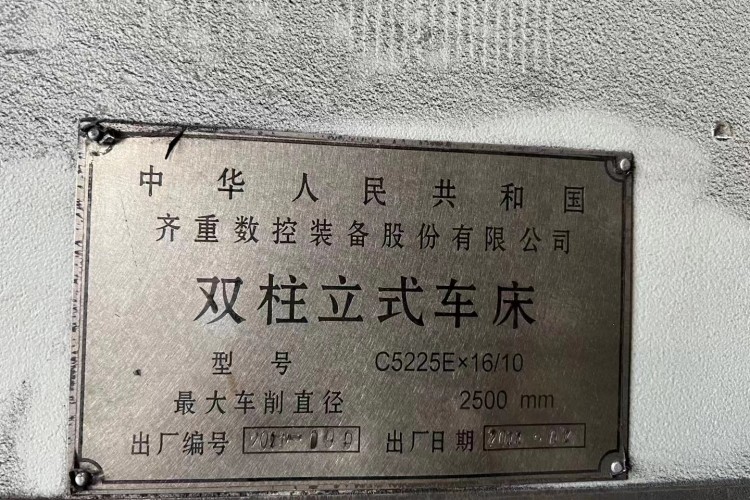 中华人民共和国
齐重数控装备股份有限公司
双柱立式车床
型号 C5225E×16/10
最大车削直径 2500 mm
出厂编号 出厂日期